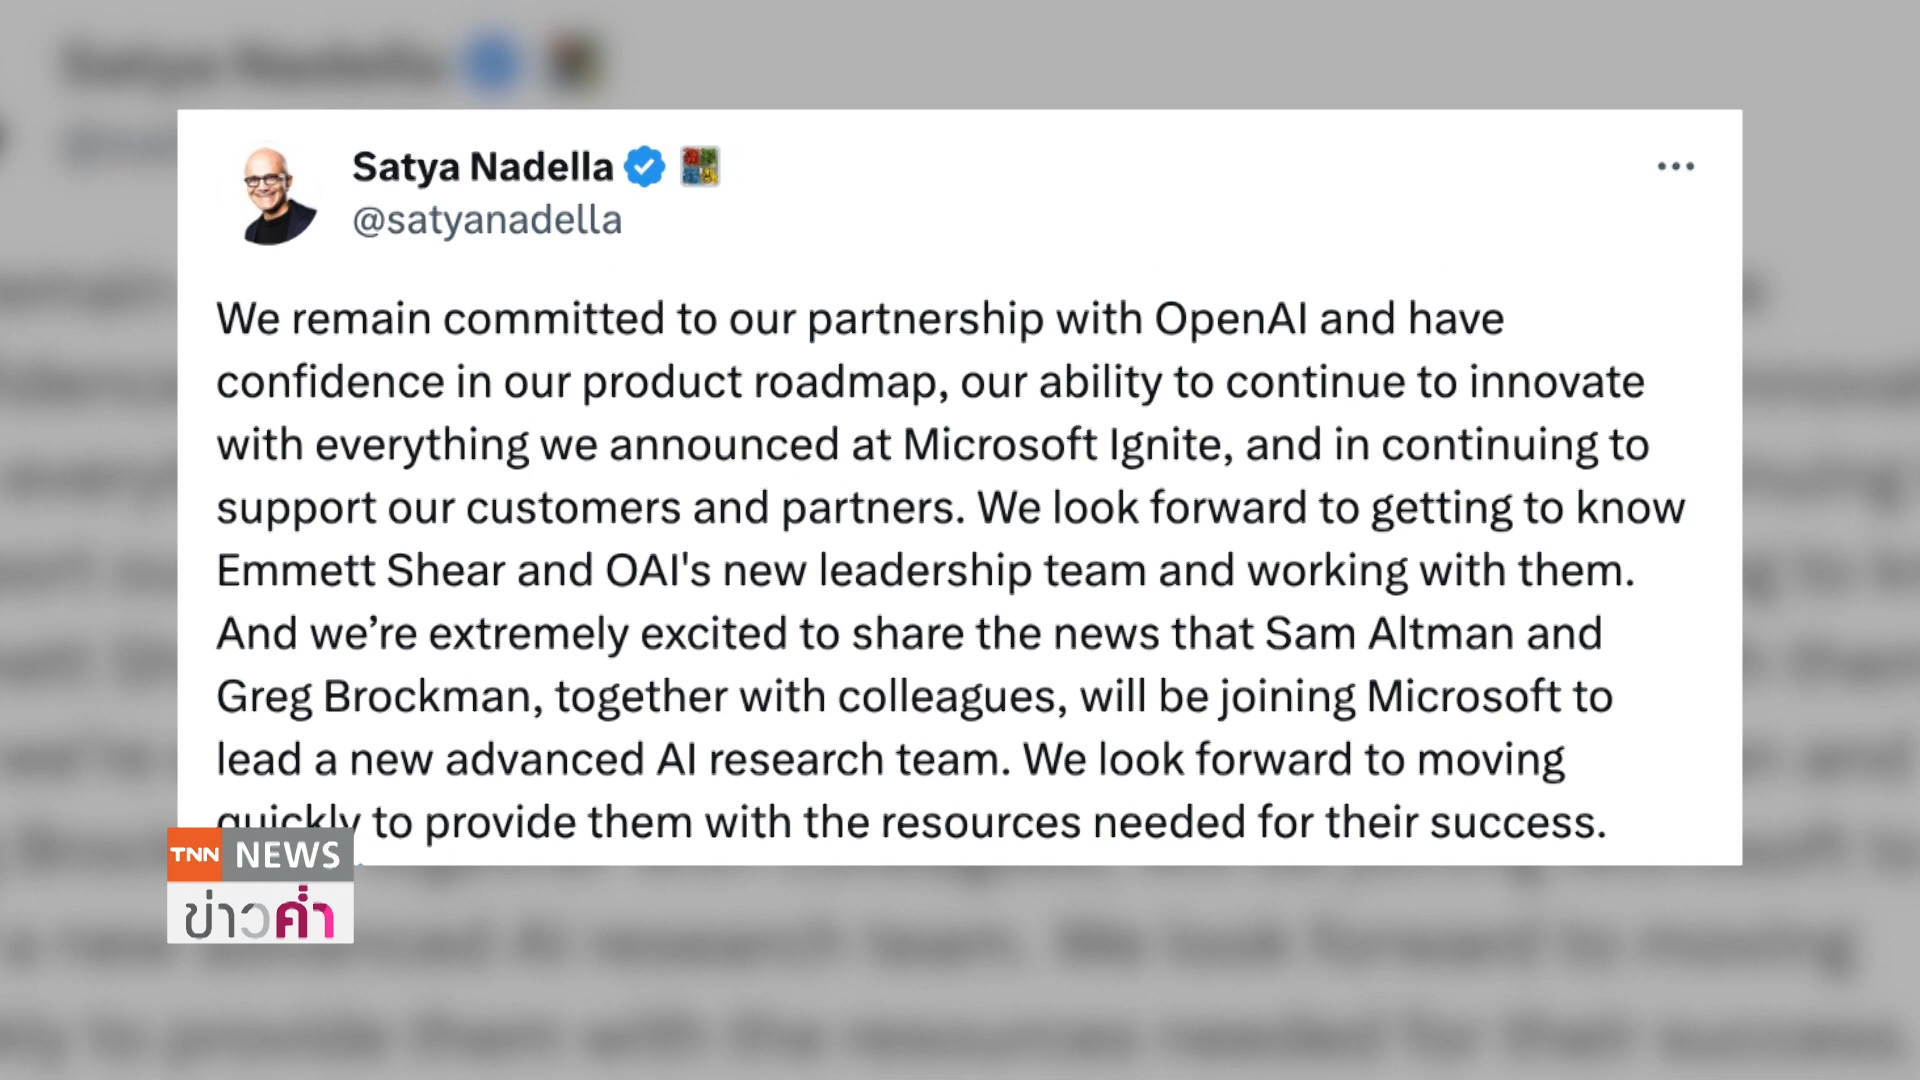 Satya Nadella
@satyanadella
We remain committed to our partnership with OpenAI and have
confidence in our product roadmap, our ability to continue to innovate
with everything we announced at Microsoft Ignite, and in continuing to
support our customers and partners. We look forward to getting to know
Emmett Shear and OAI's new leadership team and working with them.
And we’re extremely excited to share the news that Sam Altman and
Greg Brockman, together with colleagues, will be joining Microsoft to
lead a new advanced AI research team. We look forward to moving
quickly to provide them with the resources needed for their success.
TNN NEWS
ข่าวค่ำ